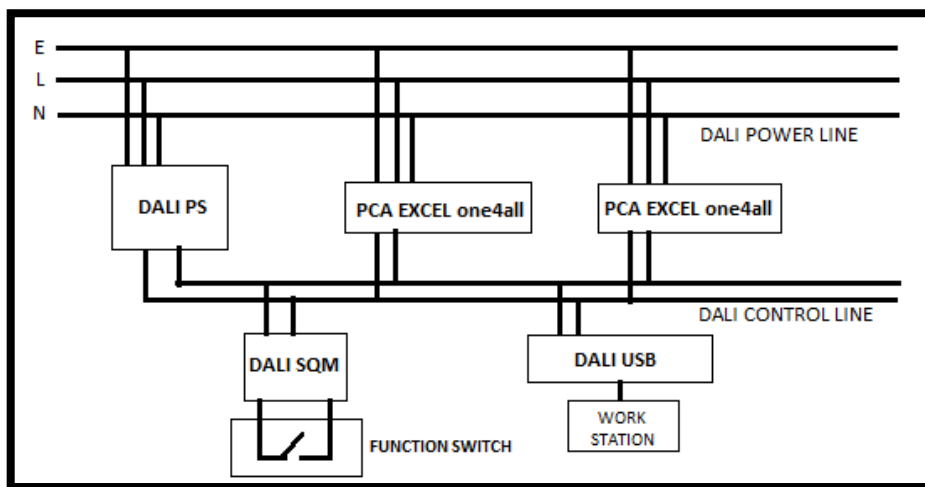 E
L
N
DALI POWER LINE
DALI PS
PCA EXCEL one4all
PCA EXCEL one4all
DALI CONTROL LINE
DALI SQM
DALI USB
FUNCTION SWITCH
WORK
STATION